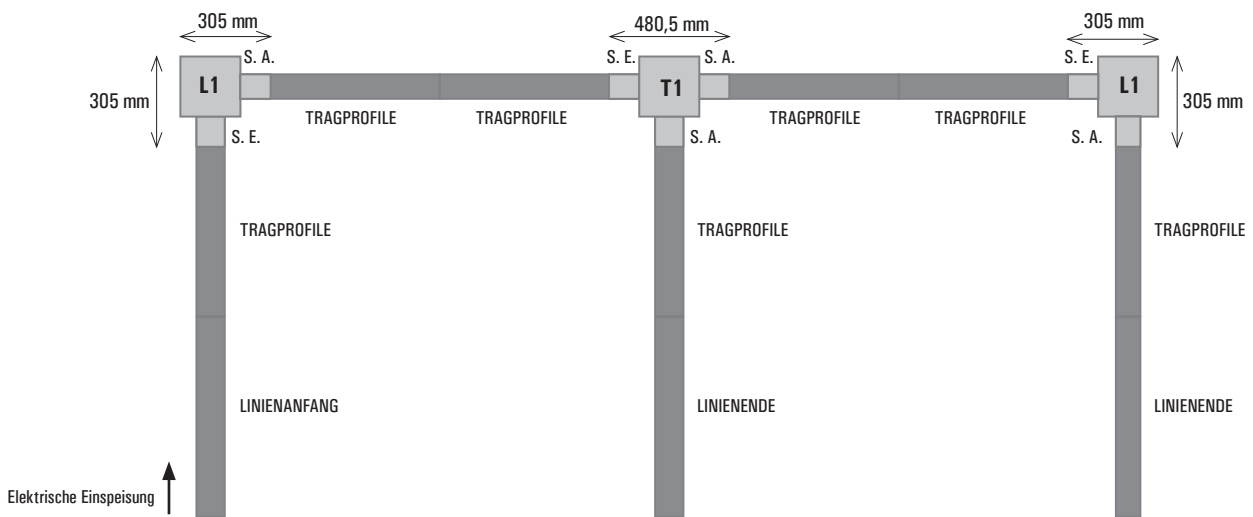 305 mm
480,5 mm
305 mm
S. A.
S. E.
S. A.
S. E.
L1
T1
L1
305 mm
305 mm
TRAGPROFILE
TRAGPROFILE
TRAGPROFILE
TRAGPROFILE
S. E.
S. A.
S. A.
TRAGPROFILE
TRAGPROFILE
TRAGPROFILE
LINIENANFANG
LINIENENDE
LINIENENDE
Elektrische Einspeisung